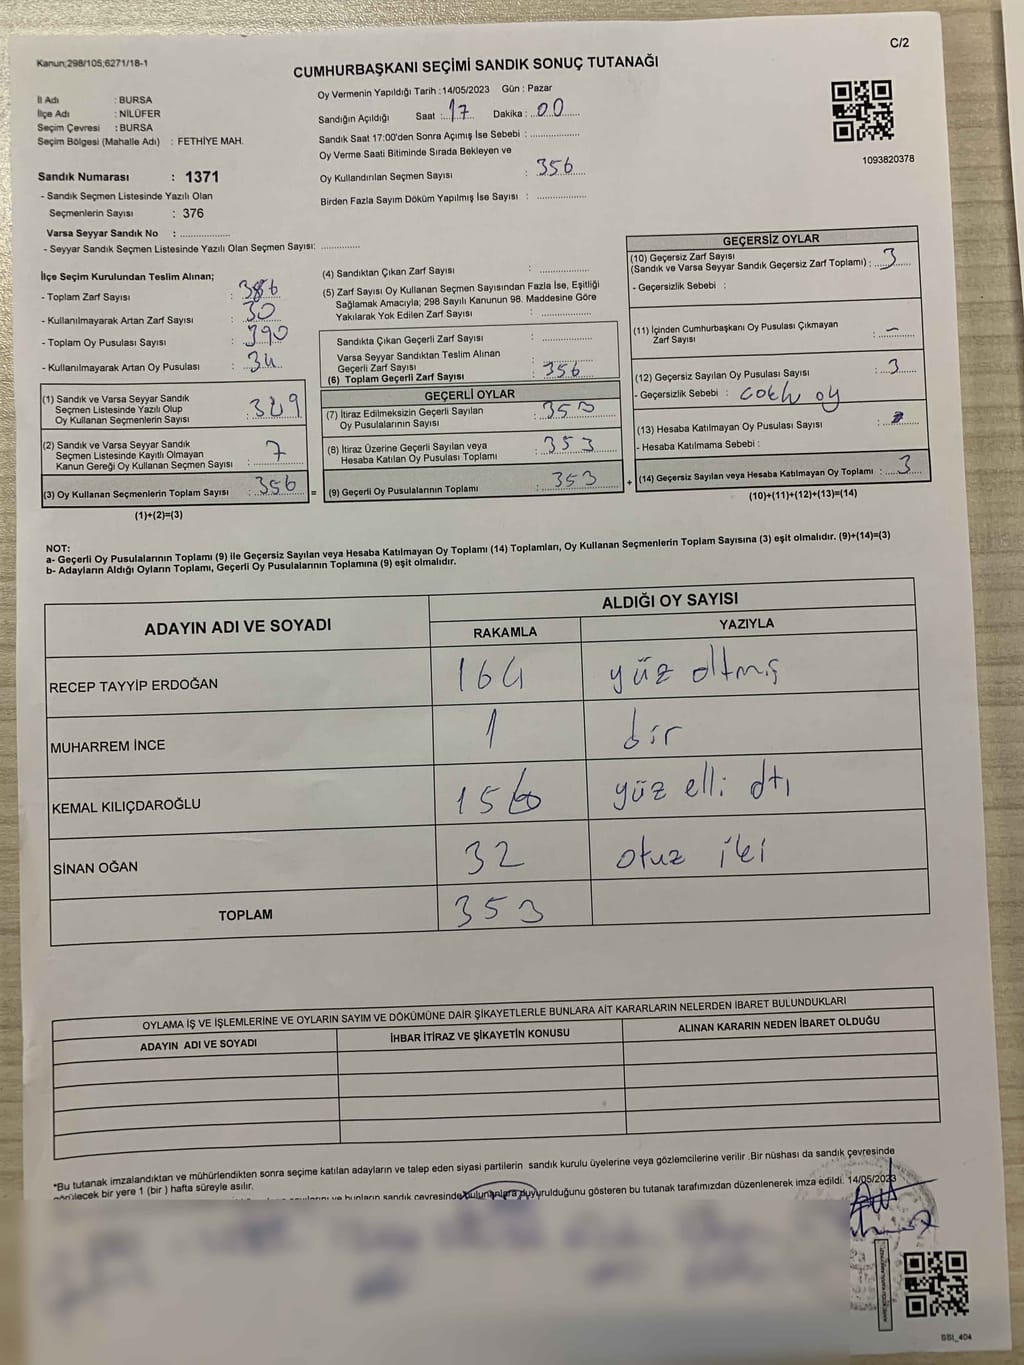 C/2
Kanun;298/105;6271/18-1
CUMHURBAŞKANI SEÇİMİ SANDIK SONUÇ TUTANAĞI
İl Adı : BURSA
İlçe Adı : NİLÜFER
Seçim Çevresi : BURSA
Seçim Bölgesi (Mahalle Adı) : FETHİYE MAH.
Oy Vermenin Yapıldığı Tarih :14/05/2023 Gün : Pazar
Sandığın Açıldığı Saat : 17 Dakika : 00
Sandık Saat 17:00'den Sonra Açımış İse Sebebi :
Oy Verme Saati Bitiminde Sırada Bekleyen ve
Oy Kullandırılan Seçmen Sayısı : 356
Birden Fazla Sayım Döküm Yapılmış İse Sayısı :
1093820378
Sandık Numarası : 1371
- Sandık Seçmen Listesinde Yazılı Olan
Seçmenlerin Sayısı : 376
Varsa Seyyar Sandık No :
- Seyyar Sandık Seçmen Listesinde Yazılı Olan Seçmen Sayısı:
İlçe Seçim Kurulundan Teslim Alınan;
- Toplam Zarf Sayısı : 386
- Kullanılmayarak Artan Zarf Sayısı : 30
- Toplam Oy Pusulası Sayısı : 390
- Kullanılmayarak Artan Oy Pusulası : 34
(1) Sandık ve Varsa Seyyar Sandık
Seçmen Listesinde Yazılı Olup
Oy Kullanan Seçmenlerin Sayısı : 349
(2) Sandık ve Varsa Seyyar Sandık
Seçmen Listesinde Kayıtlı Olmayan
Kanun Gereği Oy Kullanan Seçmen Sayısı : 7
(3) Oy Kullanan Seçmenlerin Toplam Sayısı : 356
(1)+(2)=(3)
(4) Sandıktan Çıkan Zarf Sayısı :
(5) Zarf Sayısı Oy Kullanan Seçmen Sayısından Fazla İse, Eşitliği
Sağlamak Amacıyla; 298 Sayılı Kanunun 98. Maddesine Göre
Yakılarak Yok Edilen Zarf Sayısı :
Sandıkta Çıkan Geçerli Zarf Sayısı :
Varsa Seyyar Sandıktan Teslim Alınan
Geçerli Zarf Sayısı :
(6) Toplam Geçerli Zarf Sayısı : 356
GEÇERLİ OYLAR
(7) İtiraz Edilmeksizin Geçerli Sayılan
Oy Pusulalarının Sayısı : 353
(8) İtiraz Üzerine Geçerli Sayılan veya
Hesaba Katılan Oy Pusulası Toplamı : 353
= (9) Geçerli Oy Pusulalarının Toplamı : 353
GEÇERSİZ OYLAR
(10) Geçersiz Zarf Sayısı
(Sandık ve Varsa Seyyar Sandık Geçersiz Zarf Toplamı) : 3
- Geçersizlik Sebebi :
(11) İçinden Cumhurbaşkanı Oy Pusulası Çıkmayan
Zarf Sayısı : -
(12) Geçersiz Sayılan Oy Pusulası Sayısı : 3
- Geçersizlik Sebebi : oy
(13) Hesaba Katılmayan Oy Pusulası Sayısı :
- Hesaba Katılmama Sebebi :
+ (14) Geçersiz Sayılan veya Hesaba Katılmayan Oy Toplamı : 3
(10)+(11)+(12)+(13)=(14)
NOT:
a- Geçerli Oy Pusulalarının Toplamı (9) ile Geçersiz Sayılan veya Hesaba Katılmayan Oy Toplamı (14) Toplamları, Oy Kullanan Seçmenlerin Toplam Sayısına (3) eşit olmalıdır. (9)+(14)=(3)
b- Adayların Aldığı Oyların Toplamı, Geçerli Oy Pusulalarının Toplamına (9) eşit olmalıdır.
ADAYIN ADI VE SOYADI
ALDIĞI OY SAYISI
RAKAMLA YAZIYLA
RECEP TAYYİP ERDOĞAN 164 yüz altmış
MUHARREM İNCE 1 bir
KEMAL KILIÇDAROĞLU 156 yüz elli altı
SİNAN OĞAN 32 otuz iki
TOPLAM 353
OYLAMA İŞ VE İŞLEMLERİNE VE OYLARIN SAYIM VE DÖKÜMÜNE DAİR ŞİKAYETLERLE BUNLARA AİT KARARLARIN NELERDEN İBARET BULUNDUKLARI
ADAYIN ADI VE SOYADI İHBAR İTİRAZ VE ŞİKAYETİN KONUSU ALINAN KARARIN NEDEN İBARET OLDUĞU
*Bu tutanak imzalandıktan ve mühürlendikten sonra seçime katılan adayların ve talep eden siyasi partilerin sandık kurulu üyelerine veya gözlemcilerine verilir .Bir nüshası da sandık çevresinde
görülecek bir yere 1 (bir ) hafta süreyle asılır.
ve bunların sandık çevresinde bulunanlara duyurulduğunu gösteren bu tutanak tarafımızdan düzenlenerek imza edildi. 14/05/2023
SBI_404